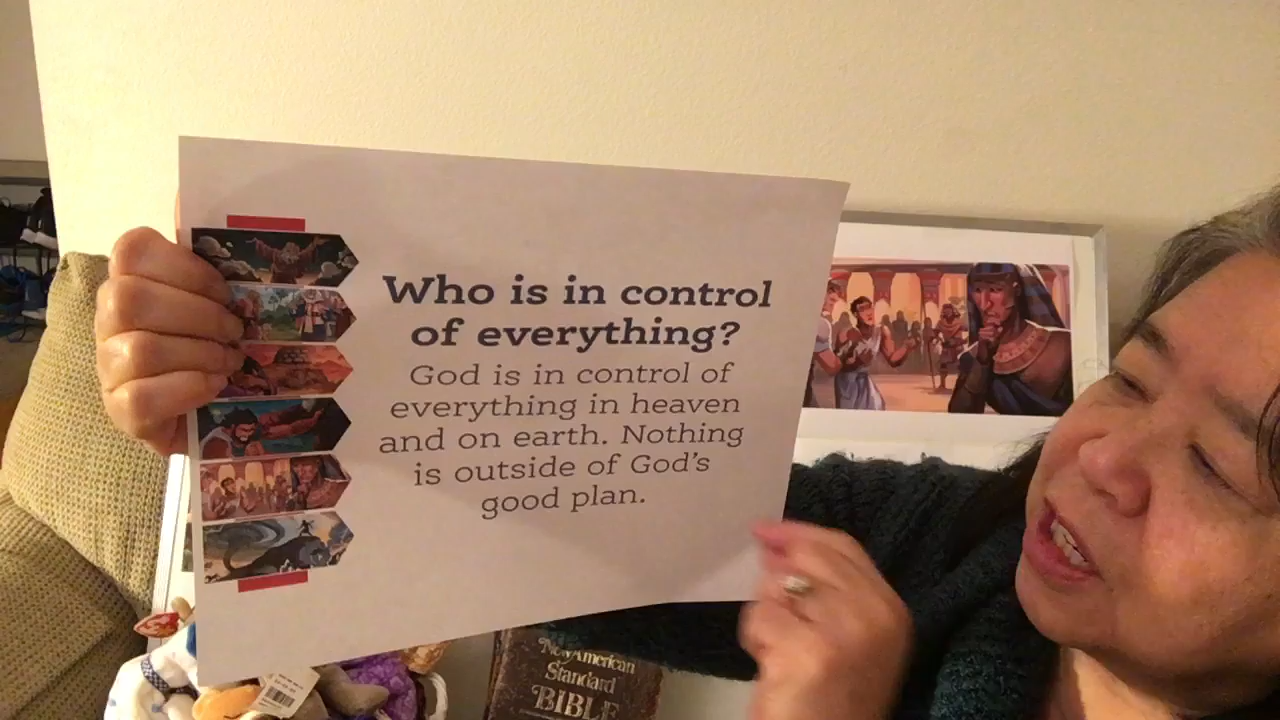 Who is in control
of everything?
God is in control of
everything in heaven
and on earth. Nothing
is outside of God's
good plan.
New American
Standard
BIBLE